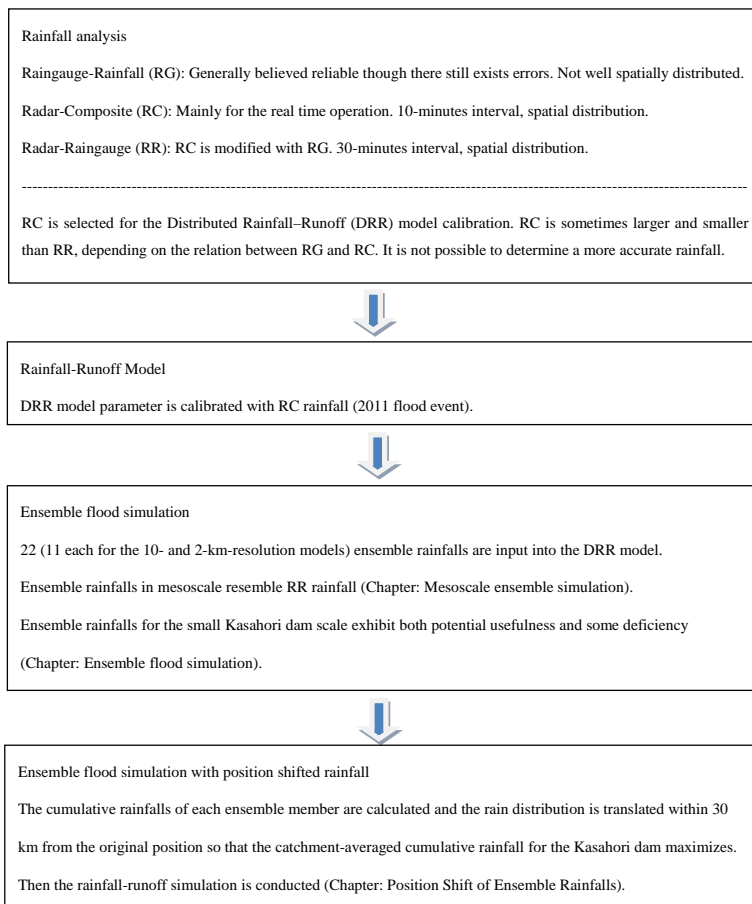 Rainfall analysis
Raingauge-Rainfall (RG): Generally believed reliable though there still exists errors. Not well spatially distributed.
Radar-Composite (RC): Mainly for the real time operation. 10-minutes interval, spatial distribution.
Radar-Raingauge (RR): RC is modified with RG. 30-minutes interval, spatial distribution.
--------------------------------------------------------------------------------------------------------------------------------------------
RC is selected for the Distributed Rainfall–Runoff (DRR) model calibration. RC is sometimes larger and smaller
than RR, depending on the relation between RG and RC. It is not possible to determine a more accurate rainfall.
Rainfall-Runoff Model
DRR model parameter is calibrated with RC rainfall (2011 flood event).
Ensemble flood simulation
22 (11 each for the 10- and 2-km-resolution models) ensemble rainfalls are input into the DRR model.
Ensemble rainfalls in mesoscale resemble RR rainfall (Chapter: Mesoscale ensemble simulation).
Ensemble rainfalls for the small Kasahori dam scale exhibit both potential usefulness and some deficiency
(Chapter: Ensemble flood simulation).
Ensemble flood simulation with position shifted rainfall
The cumulative rainfalls of each ensemble member are calculated and the rain distribution is translated within 30
km from the original position so that the catchment-averaged cumulative rainfall for the Kasahori dam maximizes.
Then the rainfall-runoff simulation is conducted (Chapter: Position Shift of Ensemble Rainfalls).